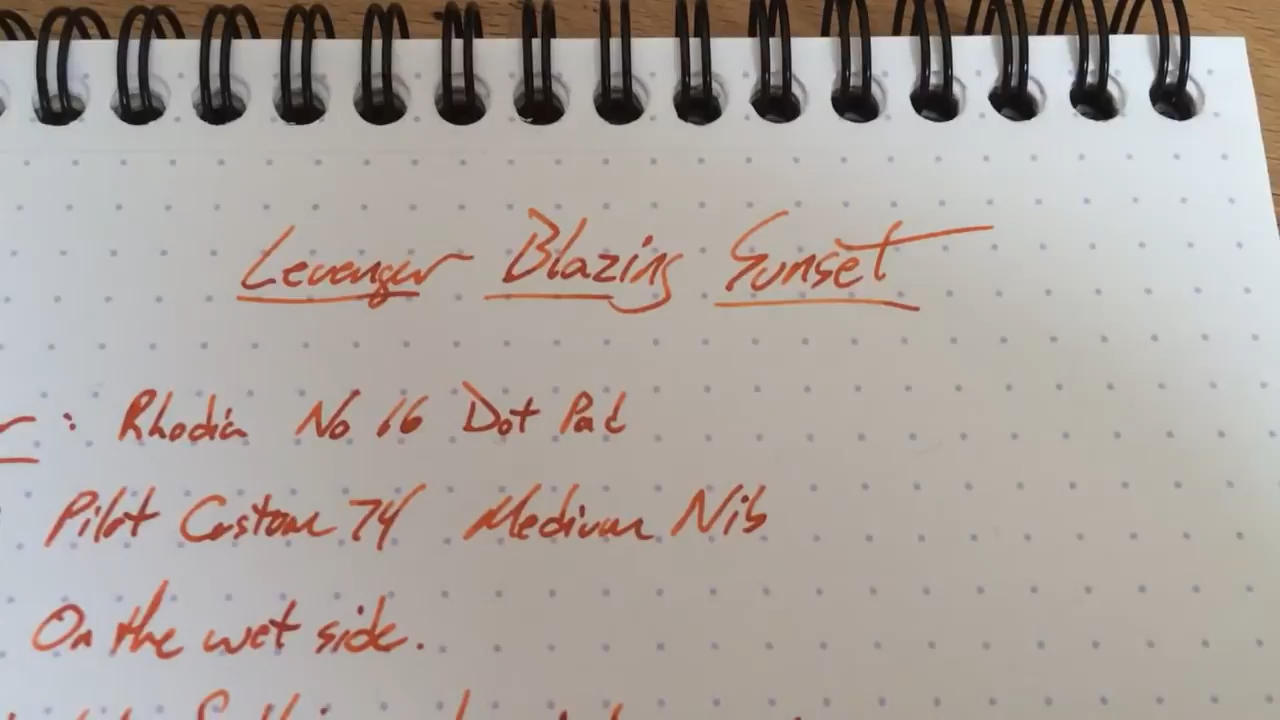 Levenger Blazing Sunset
: Rhodia No 16 Dot Pad
Pilot Custom 74 Medium Nib
On the wet side.